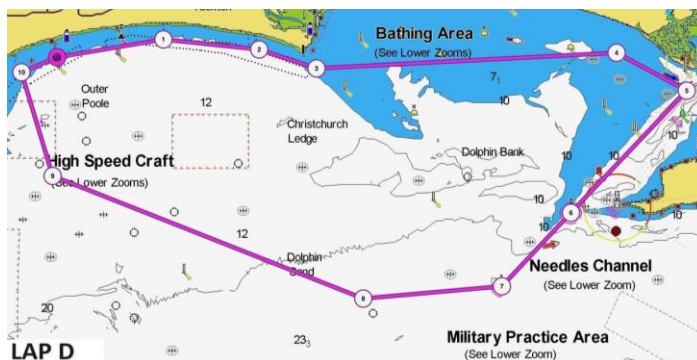 Bathing Area
(See Lower Zooms)
1
2
3
4
5
10
Outer
Poole
12
7₁
10
Christchurch
Ledge
10
Dolphin Bank
10
High Speed Craft
(See Lower Zooms)
9
10
10
6
12
Dolphin
Sand
Needles Channel
(See Lower Zoom)
7
8
20
23₃
Military Practice Area
(See Lower Zoom)
LAP D